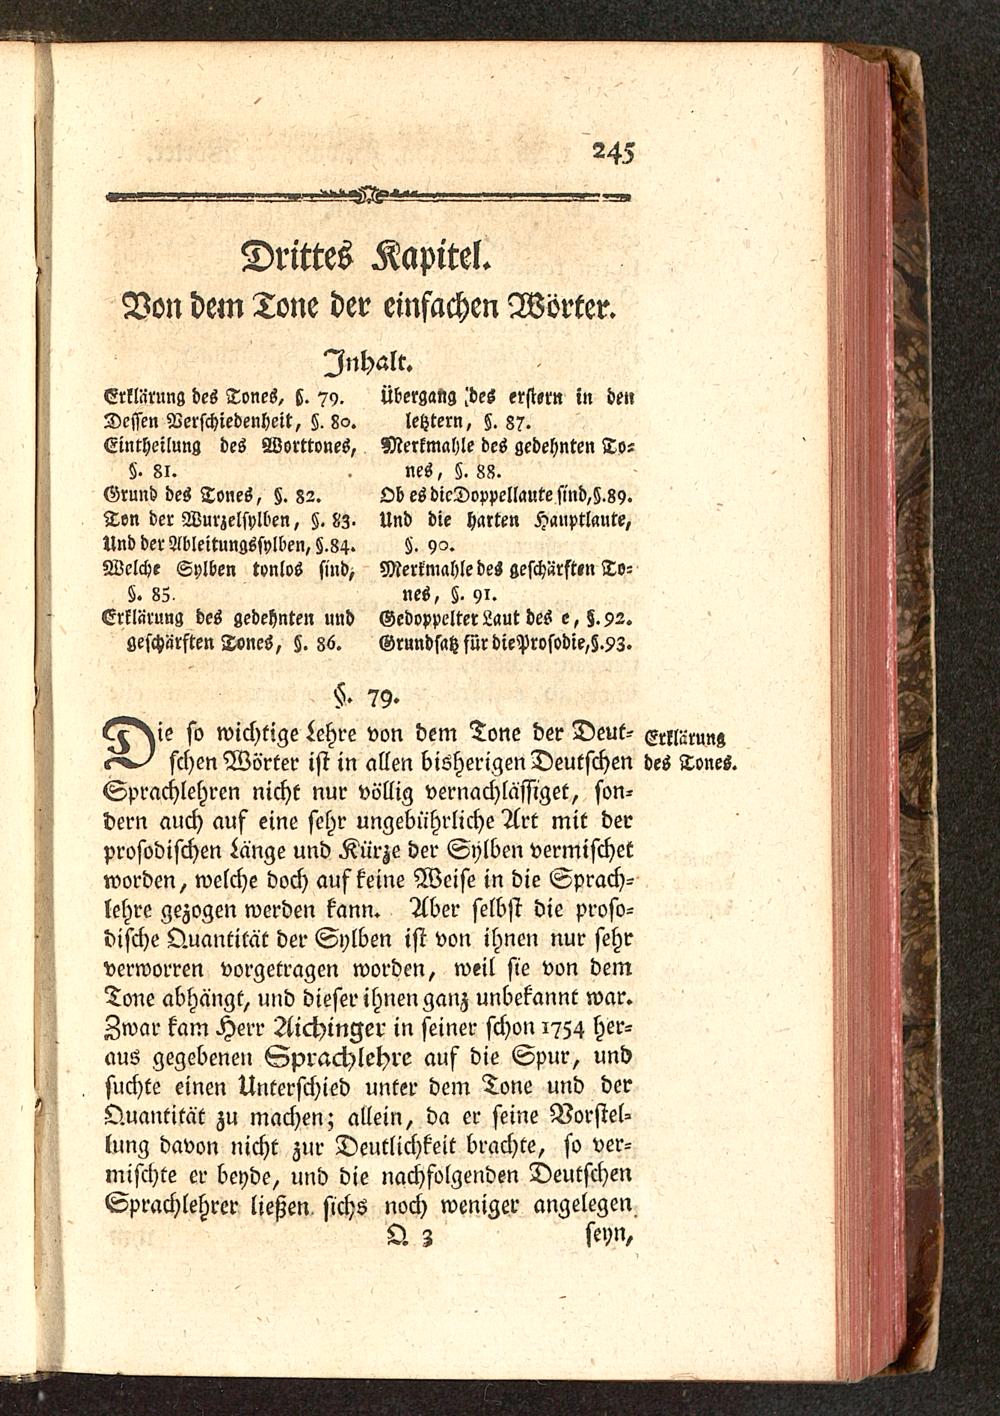 245
Drittes Kapitel.
Von dem Tone der einfachen Wörter.
Inhalt.
Erklärung des Tones, §. 79.
Dessen Verschiedenheit, §. 80.
Eintheilung des Worttones,
§. 81.
Grund des Tones, §. 82.
Ton der Wurzelsylben, §. 83.
Und der Ableitungssylben, §. 84.
Welche Sylben tonlos sind,
§. 85.
Erklärung des gedehnten und
geschärften Tones, §. 86.
Übergang des erstern in den
letztern, §. 87.
Merkmahle des gedehnten To⸗
nes, §. 88.
Ob es die Doppellaute sind, §. 89.
Und die harten Hauptlaute,
§. 90.
Merkmahle des geschärften To⸗
nes, §. 91.
Gedoppelter Laut des e, §. 92.
Grundsatz für die Prosodie, §. 93.
§. 79.
Die so wichtige Lehre von dem Tone der Deut⸗
schen Wörter ist in allen bisherigen Deutschen
Sprachlehren nicht nur völlig vernachlässiget, son⸗
dern auch auf eine sehr ungebührliche Art mit der
prosodischen Länge und Kürze der Sylben vermischet
worden, welche doch auf keine Weise in die Sprach⸗
lehre gezogen werden kann. Aber selbst die proso⸗
dische Quantität der Sylben ist von ihnen nur sehr
verworren vorgetragen worden, weil sie von dem
Tone abhängt, und dieser ihnen ganz unbekannt war.
Zwar kam Herr Aichinger in seiner schon 1754 her⸗
aus gegebenen Sprachlehre auf die Spur, und
suchte einen Unterschied unter dem Tone und der
Quantität zu machen; allein, da er seine Vorstel⸗
lung davon nicht zur Deutlichkeit brachte, so ver⸗
mischte er beyde, und die nachfolgenden Deutschen
Sprachlehrer ließen sichs noch weniger angelegen
Q 3 seyn,
Erklärung
des Tones.